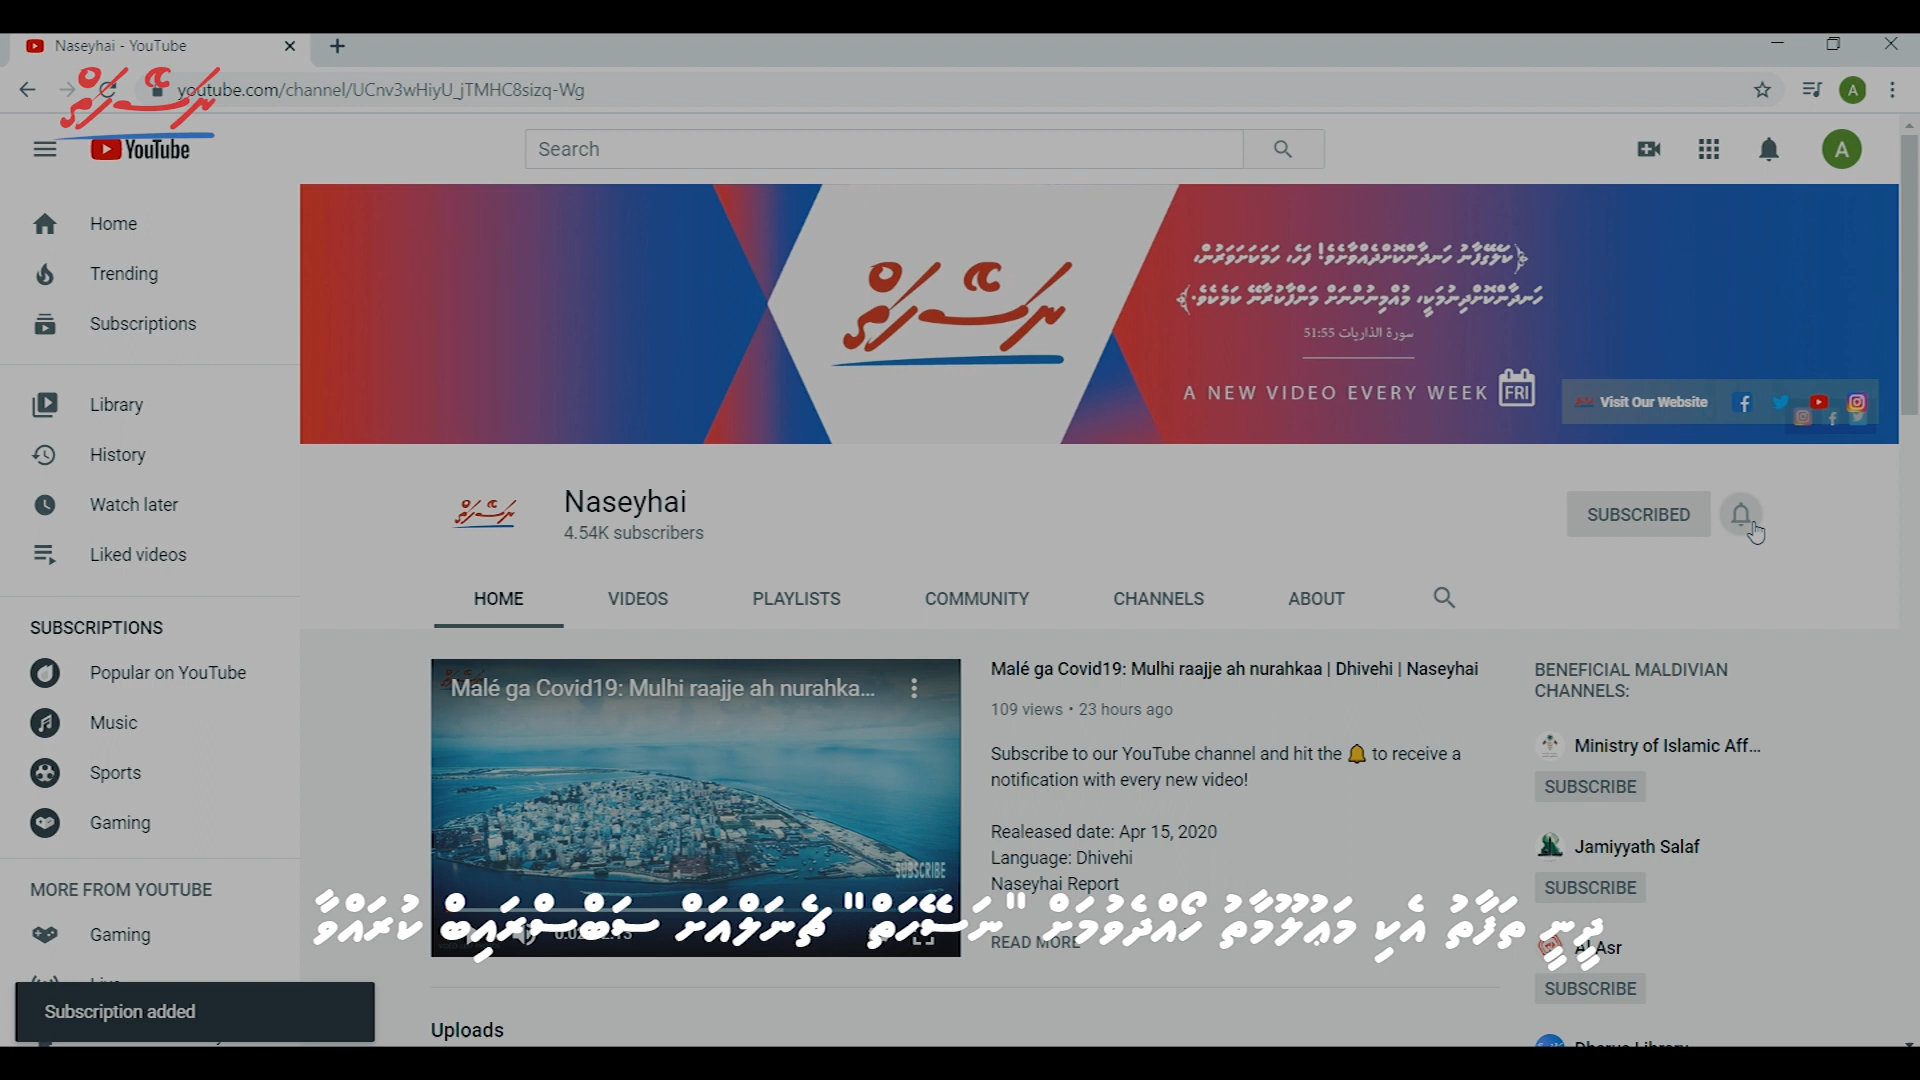 Naseyhai - YouTube
youtube.com/channel/UCnv3wHiyU_jTMHC8sizq-Wg
ނަސޭހަތް
YouTube
Search
A
Home
Trending
Subscriptions
Library
History
Watch later
Liked videos
SUBSCRIPTIONS
Popular on YouTube
Music
Sports
Gaming
MORE FROM YOUTUBE
Gaming
Subscription added
ނަސޭހަތް
سورة الذاريات 51:55
A NEW VIDEO EVERY WEEK FRI
Visit Our Website
ނަސޭހަތް
Naseyhai
4.54K subscribers
SUBSCRIBED
HOME
VIDEOS
PLAYLISTS
COMMUNITY
CHANNELS
ABOUT
Malé ga Covid19: Mulhi raajje ah nurahka...
SUBSCRIBE
Malé ga Covid19: Mulhi raajje ah nurahkaa | Dhivehi | Naseyhai
109 views • 23 hours ago
Subscribe to our YouTube channel and hit the 🔔 to receive a
notification with every new video!
Realeased date: Apr 15, 2020
Language: Dhivehi
Naseyhai Report
READ MORE
BENEFICIAL MALDIVIAN
CHANNELS:
Ministry of Islamic Aff...
SUBSCRIBE
Jamiyyath Salaf
SUBSCRIBE
Al Asr
SUBSCRIBE
ދީނީ ތަފާތު އެކި މަޢުލޫމާތު ހޯއްދެވުމަށް "ނަސޭހަތް" ޗެނަލްއަށް ސަބްސްކްރައިބް ކުރައްވާ
Uploads